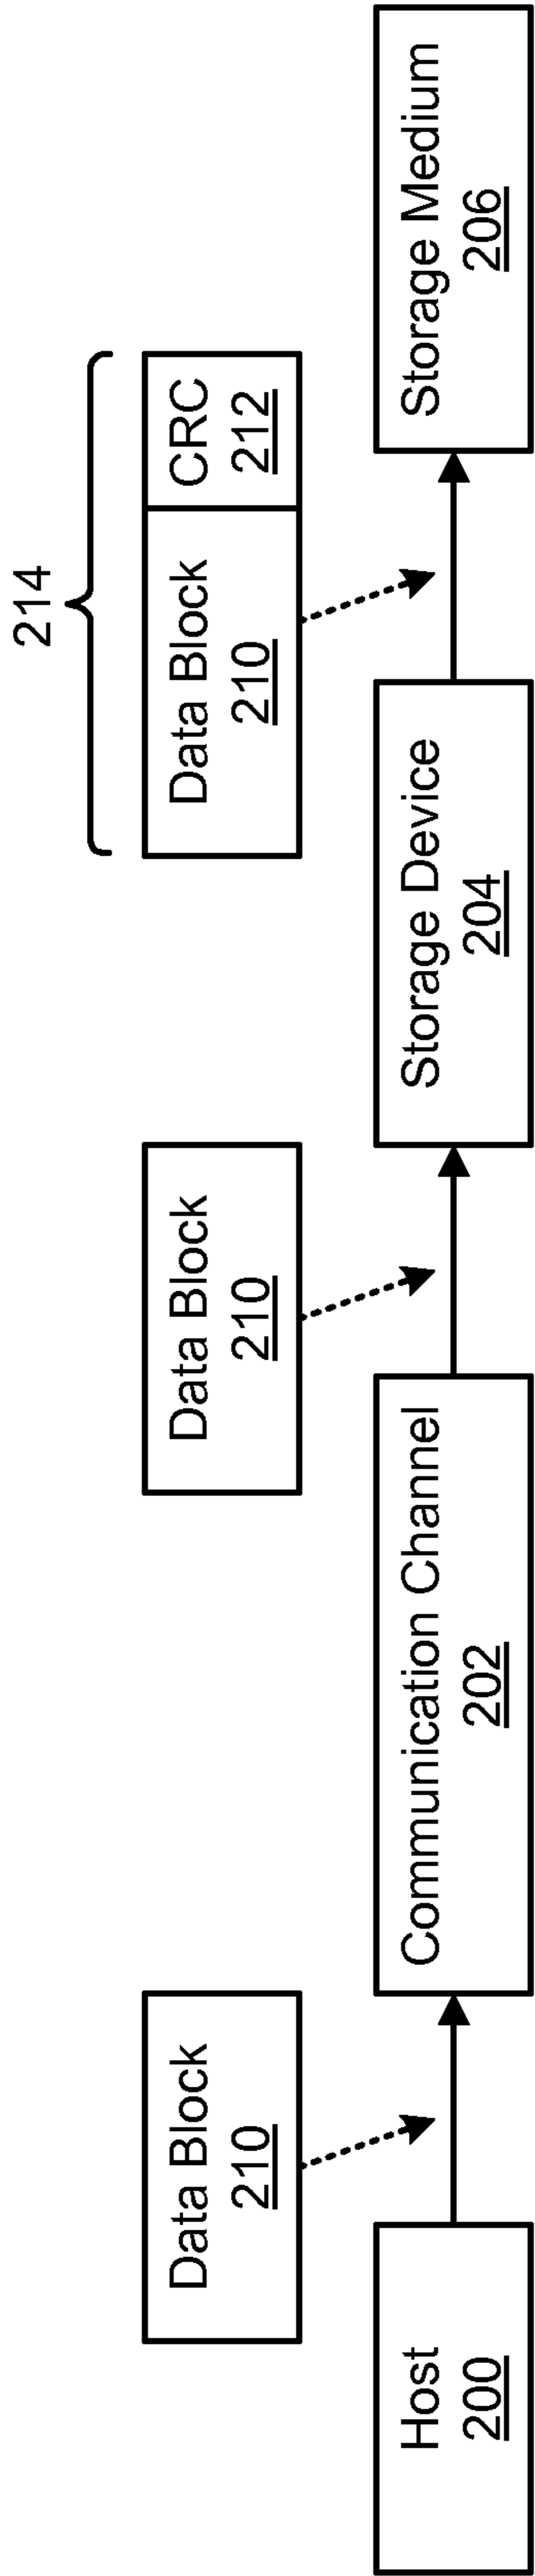 214
Data Block
210
Data Block
210
Data Block
210
CRC
212
Host
200
Communication Channel
202
Storage Device
204
Storage Medium
206